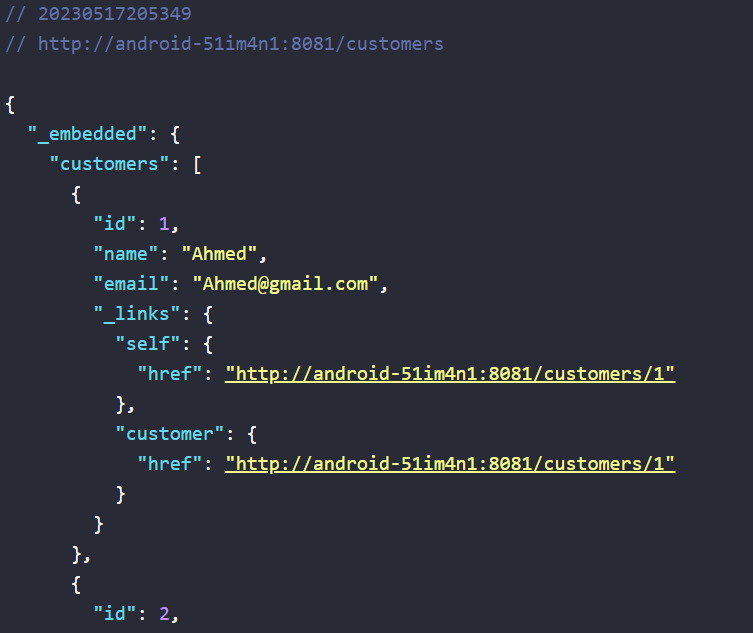 // 20230517205349
// http://android-51im4n1:8081/customers
{
"_embedded": {
"customers": [
{
"id": 1,
"name": "Ahmed",
"email": "Ahmed@gmail.com",
"_links": {
"self": {
"href": "http://android-51im4n1:8081/customers/1"
},
"customer": {
"href": "http://android-51im4n1:8081/customers/1"
}
}
},
{
"id": 2,